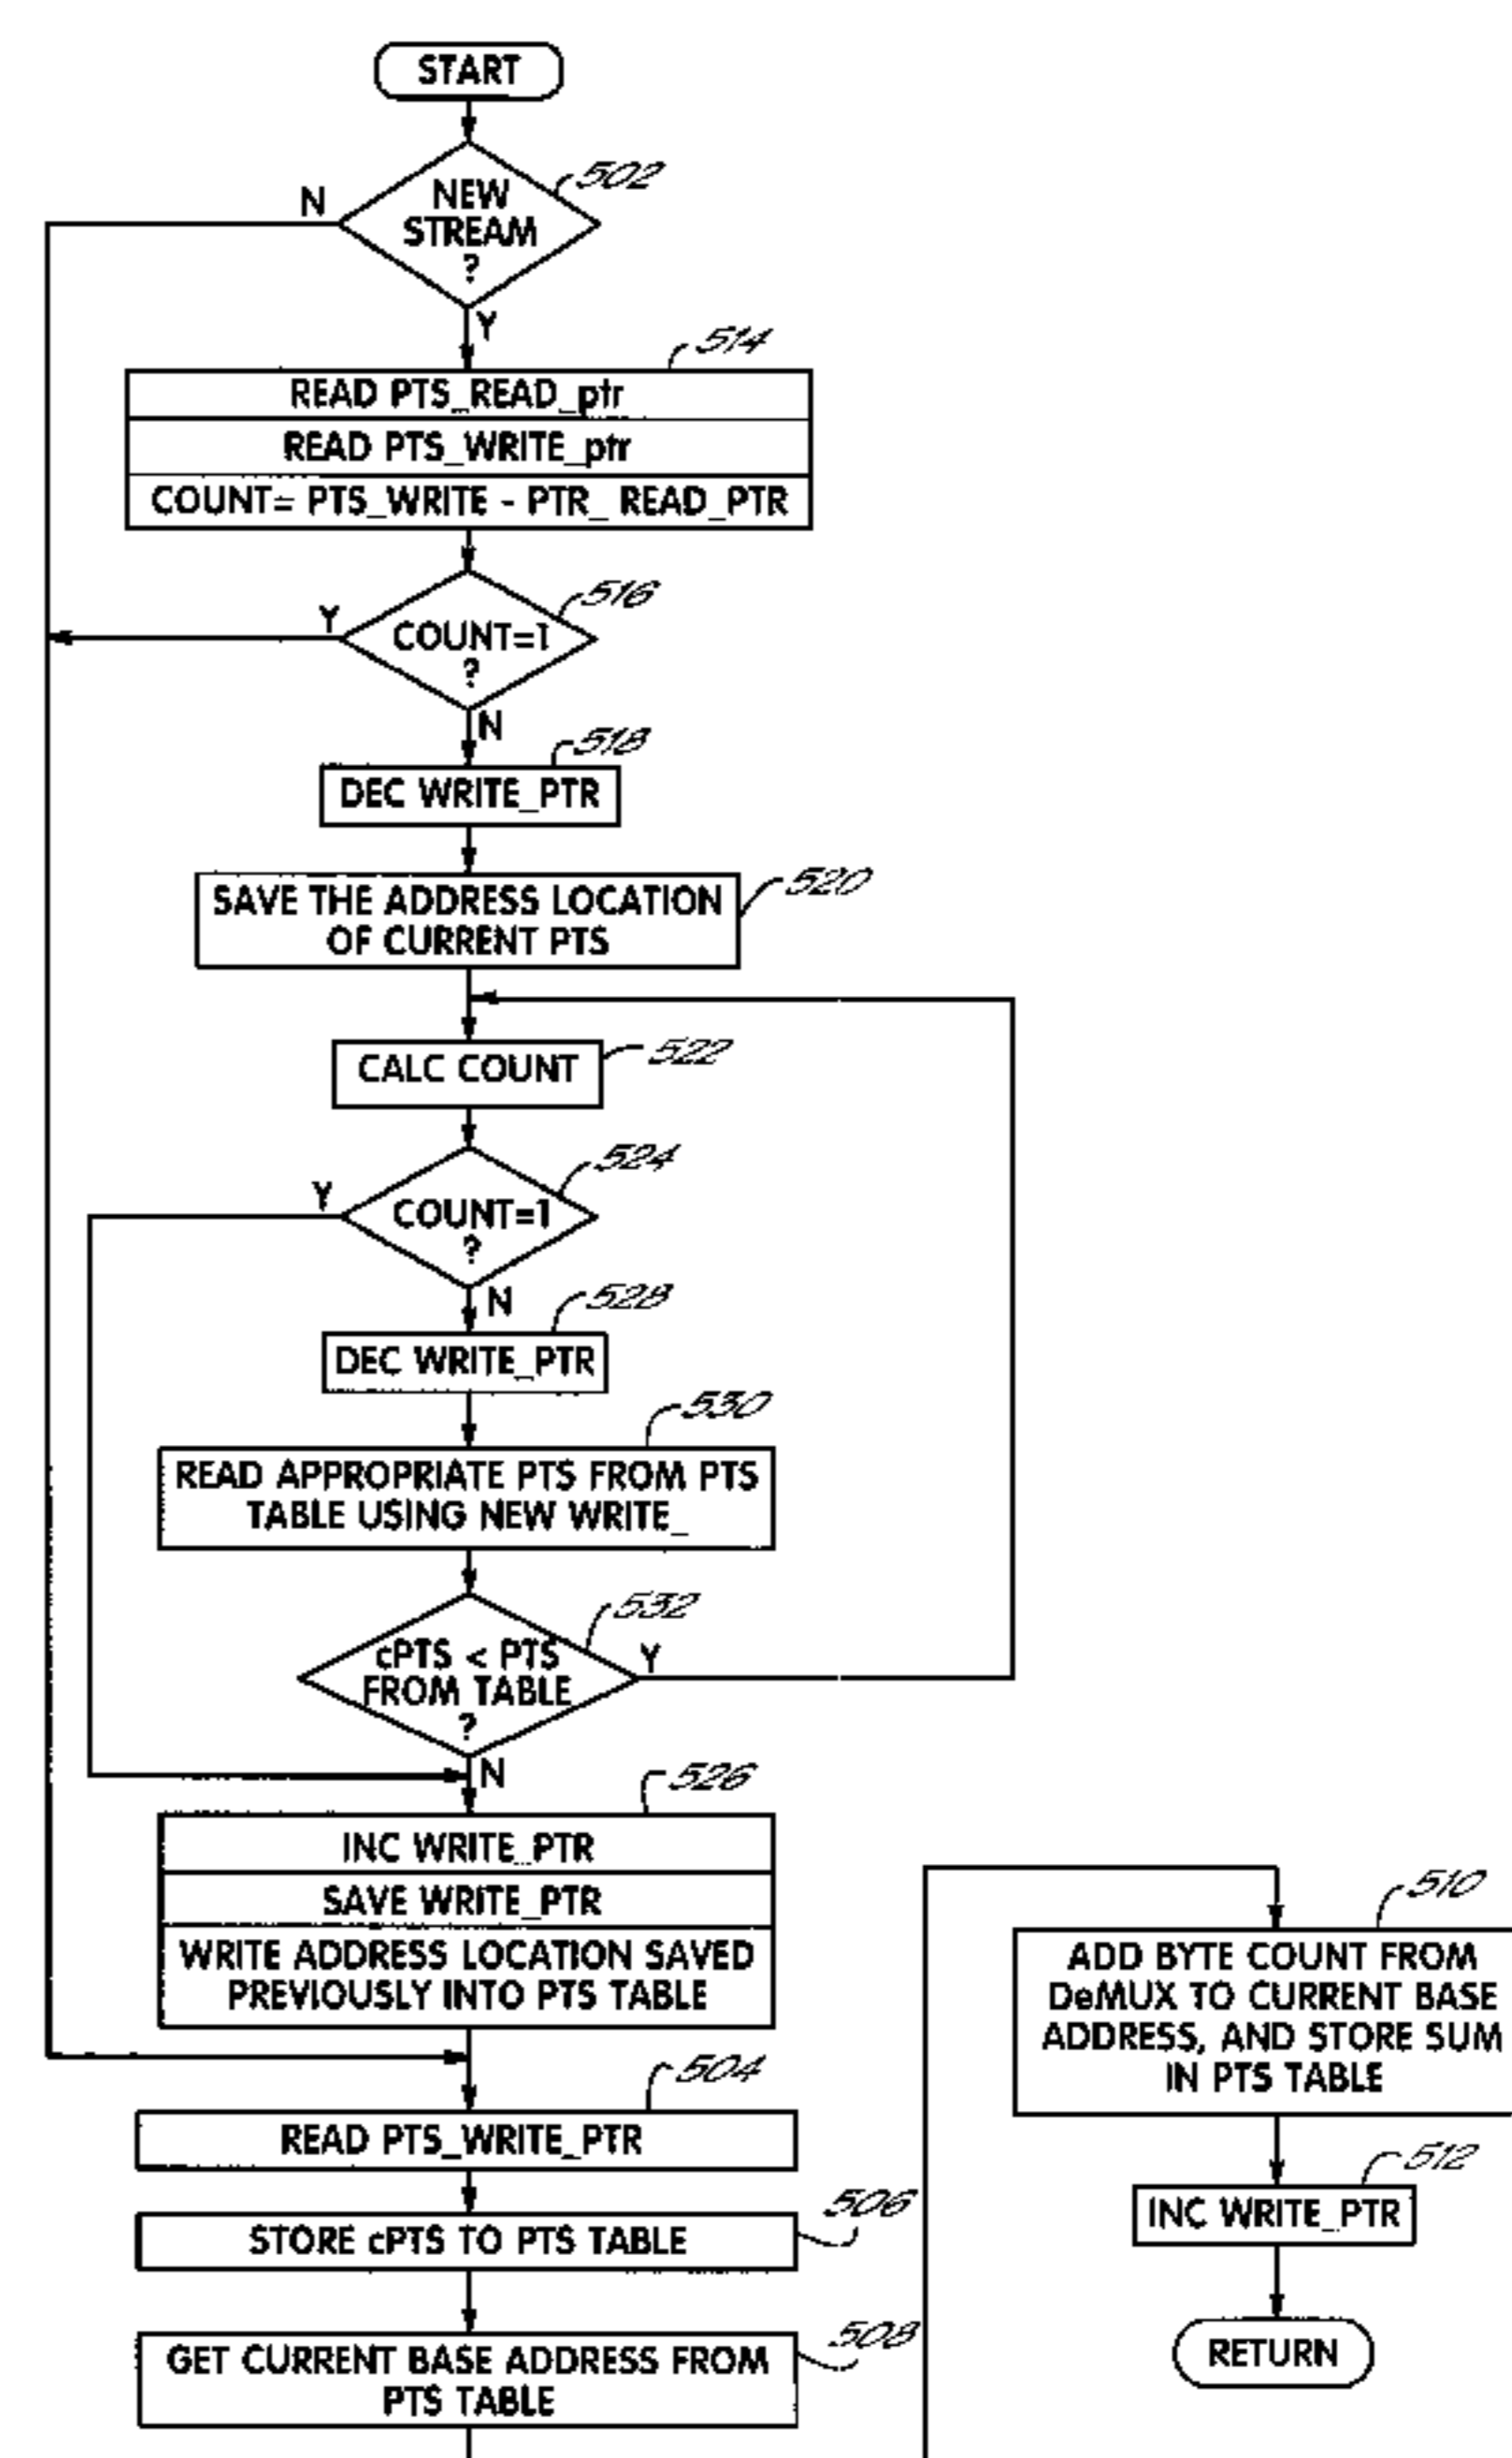 START
502
N
NEW
STREAM
?
Y
514
READ PTS_READ_ptr
READ PTS_WRITE_ptr
COUNT= PTS_WRITE - PTR_ READ_PTR
516
Y
COUNT=1
?
N
518
DEC WRITE_PTR
520
SAVE THE ADDRESS LOCATION
OF CURRENT PTS
522
CALC COUNT
524
Y
COUNT=1
?
N
528
DEC WRITE_PTR
530
READ APPROPRIATE PTS FROM PTS
TABLE USING NEW WRITE_
532
cPTS < PTS
FROM TABLE
?
Y
N
526
INC WRITE_PTR
SAVE WRITE_PTR
WRITE ADDRESS LOCATION SAVED
PREVIOUSLY INTO PTS TABLE
504
READ PTS_WRITE_PTR
506
STORE cPTS TO PTS TABLE
508
GET CURRENT BASE ADDRESS FROM
PTS TABLE
510
ADD BYTE COUNT FROM
DeMUX TO CURRENT BASE
ADDRESS, AND STORE SUM
IN PTS TABLE
512
INC WRITE_PTR
RETURN